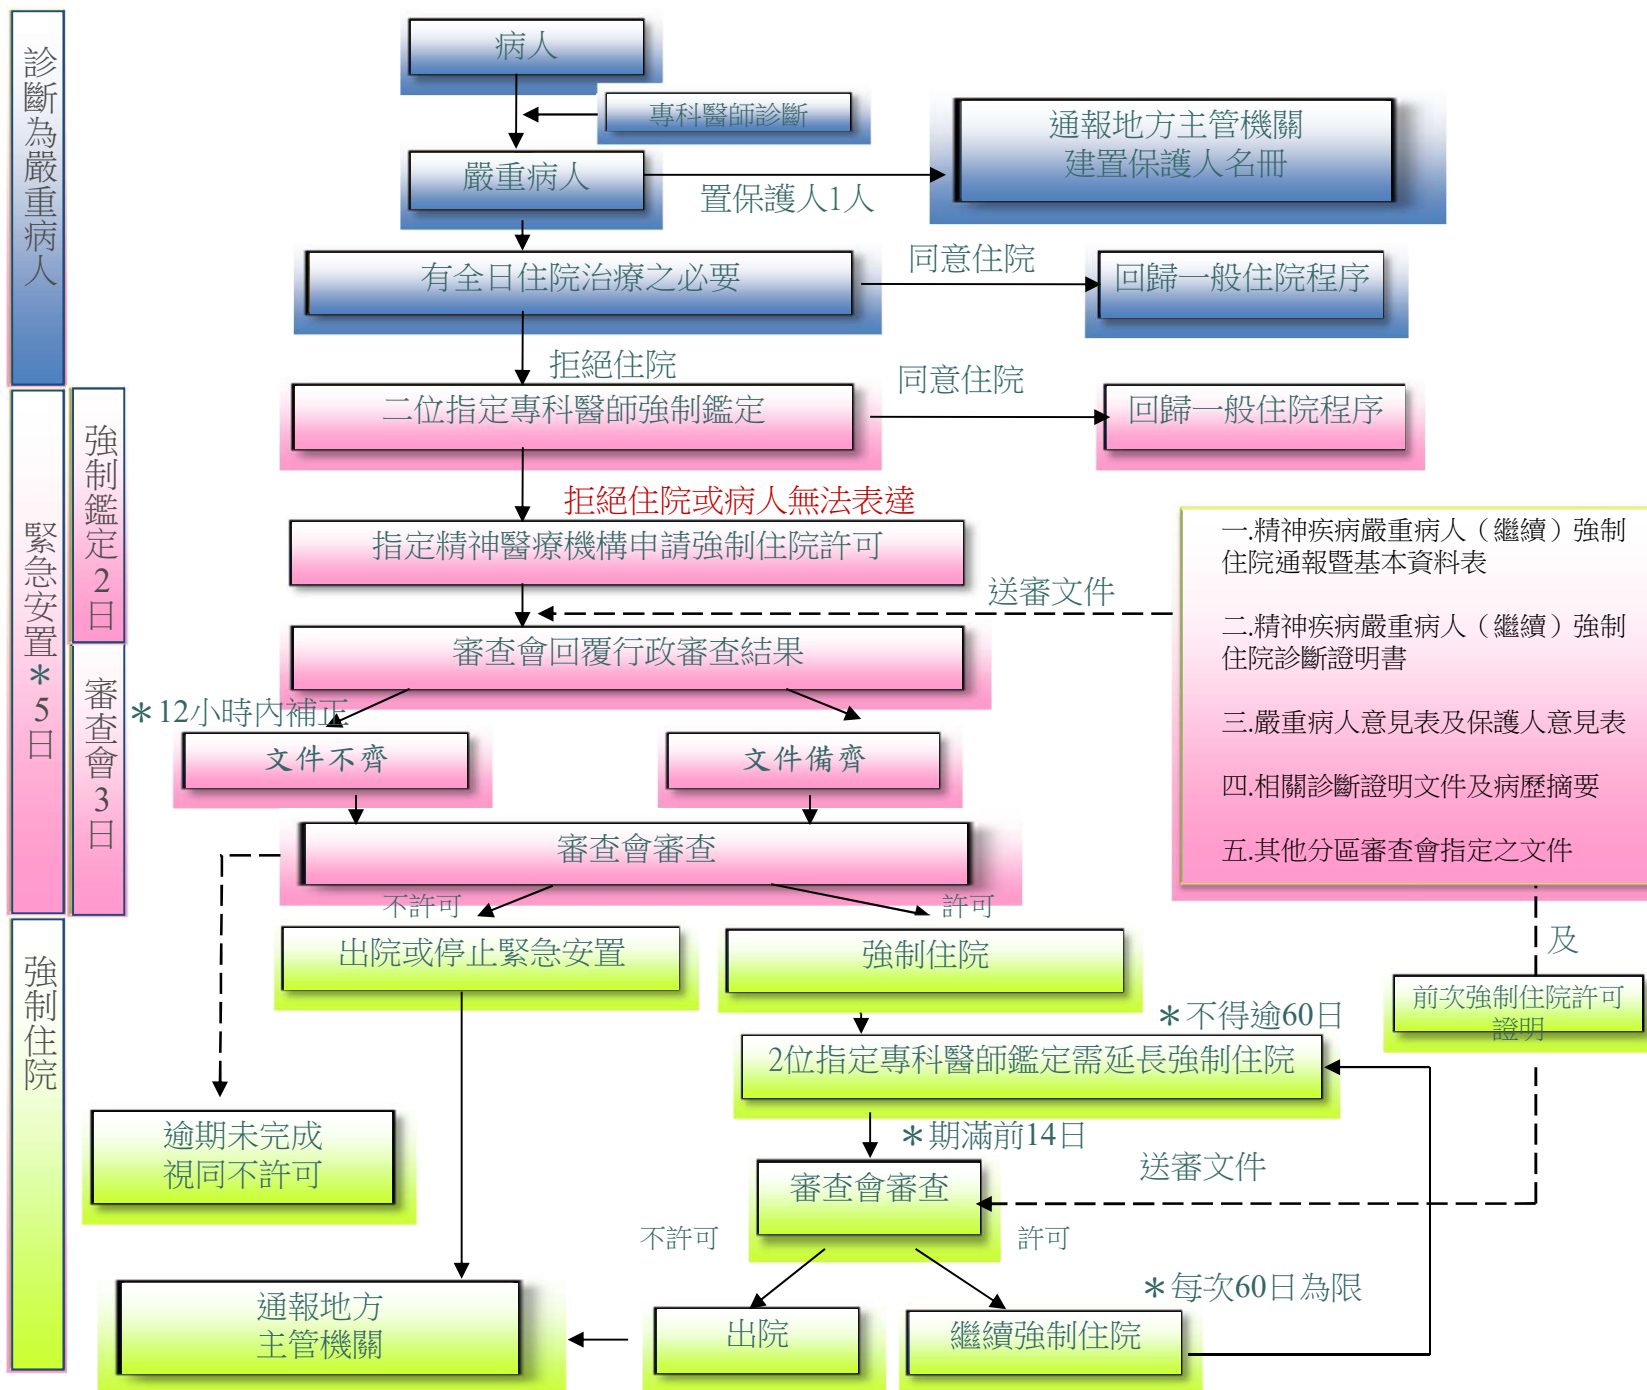 診斷為嚴重病人
病人
專科醫師診斷
通報地方主管機關
建置保護人名冊
嚴重病人
置保護人1人
有全日住院治療之必要
同意住院
回歸一般住院程序
拒絕住院
緊急安置＊5日
強制鑑定2日
二位指定專科醫師強制鑑定
同意住院
回歸一般住院程序
拒絕住院或病人無法表達
指定精神醫療機構申請強制住院許可
送審文件
一.精神疾病嚴重病人（繼續）強制
住院通報暨基本資料表
二.精神疾病嚴重病人（繼續）強制
住院診斷證明書
三.嚴重病人意見表及保護人意見表
四.相關診斷證明文件及病歷摘要
五.其他分區審查會指定之文件
審查會3日
審查會回覆行政審查結果
＊12小時內補正
文件不齊
文件備齊
審查會審查
不許可
許可
強制住院
出院或停止緊急安置
強制住院
及
前次強制住院許可
證明
＊不得逾60日
2位指定專科醫師鑑定需延長強制住院
逾期未完成
視同不許可
＊期滿前14日
審查會審查
送審文件
不許可
許可
＊每次60日為限
通報地方
主管機關
出院
繼續強制住院